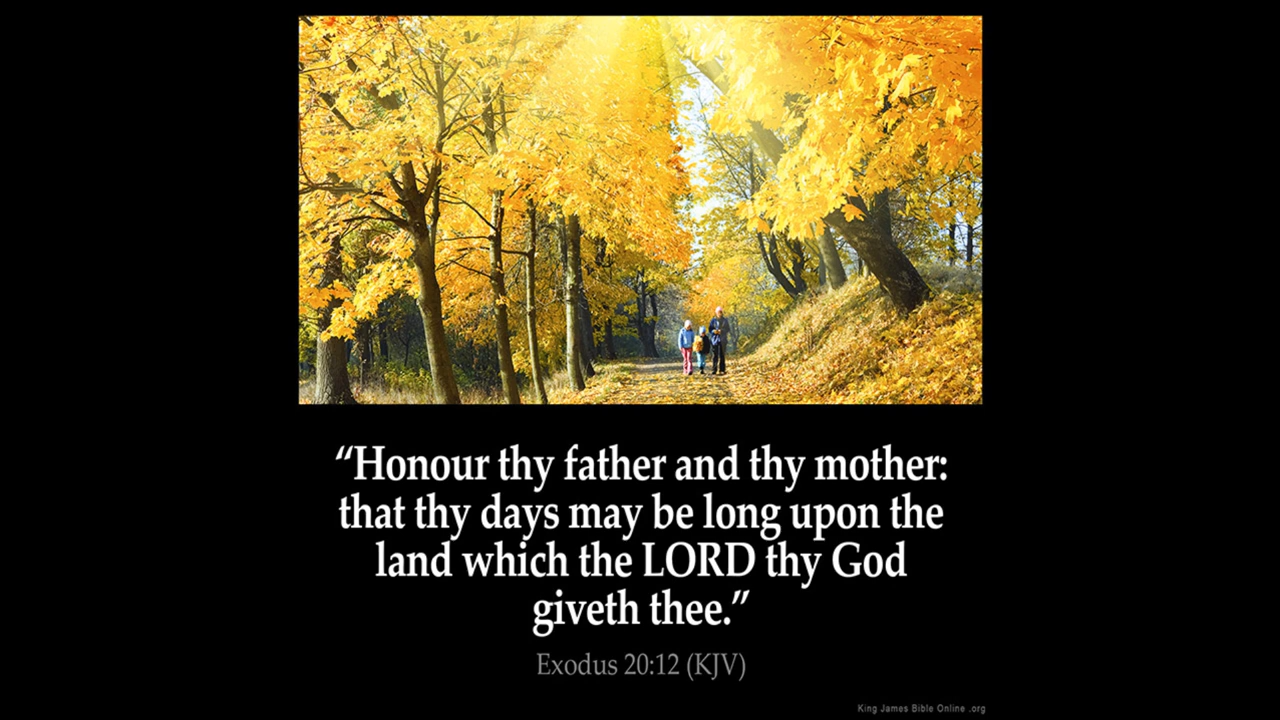 “Honour thy father and thy mother:
that thy days may be long upon the
land which the LORD thy God
giveth thee.”
Exodus 20:12 (KJV)
King James Bible Online .org